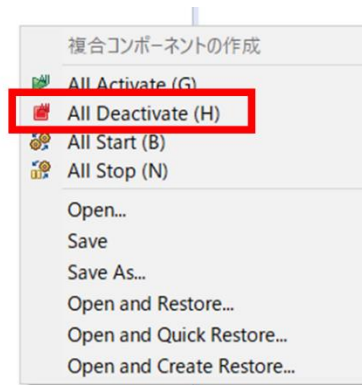 複合コンポーネントの作成
All Activate (G)
All Deactivate (H)
All Start (B)
All Stop (N)
Open...
Save
Save As...
Open and Restore...
Open and Quick Restore...
Open and Create Restore...